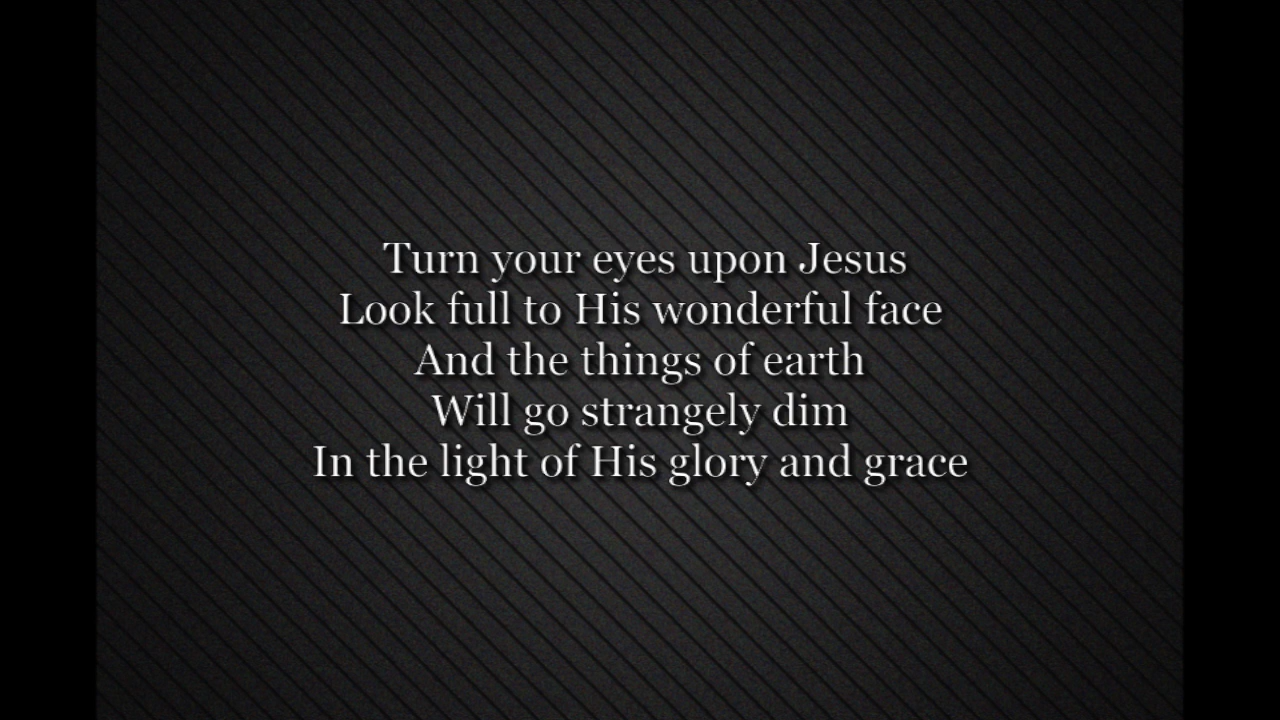 Turn your eyes upon Jesus
Look full to His wonderful face
And the things of earth
Will go strangely dim
In the light of His glory and grace